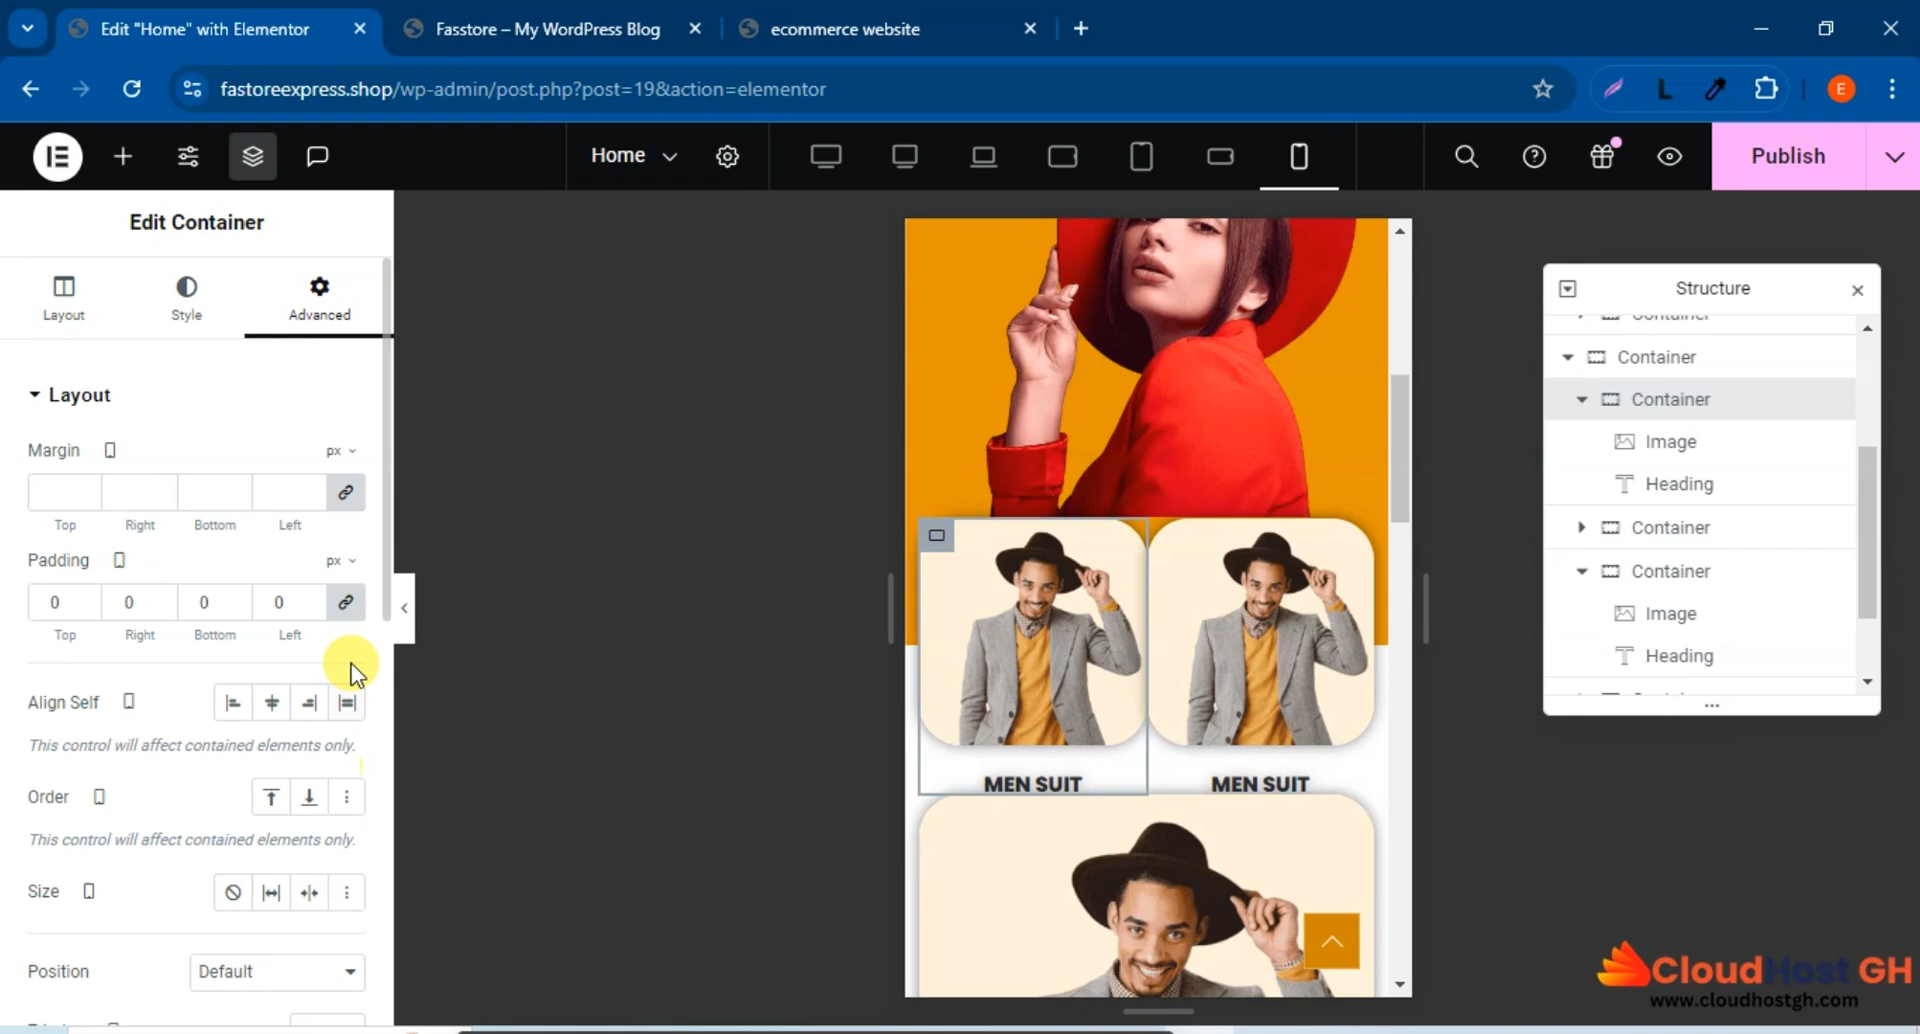 Edit "Home" with Elementor
Fasstore – My WordPress Blog
ecommerce website
fastoreexpress.shop/wp-admin/post.php?post=19&action=elementor
L
E
Home
Publish
Edit Container
Layout
Style
Advanced
Layout
Margin
px
Top
Right
Bottom
Left
Padding
px
0
0
0
0
Top
Right
Bottom
Left
Align Self
This control will affect contained elements only.
Order
This control will affect contained elements only.
Size
Position
Default
MEN SUIT
MEN SUIT
Structure
Container
Container
Container
Image
Heading
Container
Container
Image
Heading
CloudHost GH
www.cloudhostgh.com